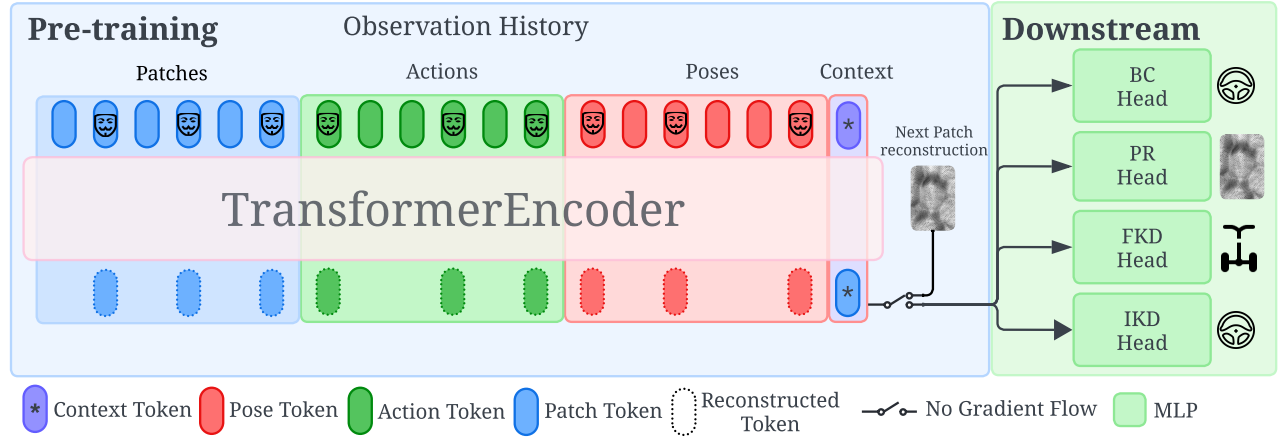 Pre-training
Observation History
Downstream
Patches
Actions
Poses
Context
*
Next Patch
reconstruction
TransformerEncoder
*
BC
Head
PR
Head
FKD
Head
IKD
Head
* Context Token
Pose Token
Action Token
Patch Token
Reconstructed
Token
No Gradient Flow
MLP